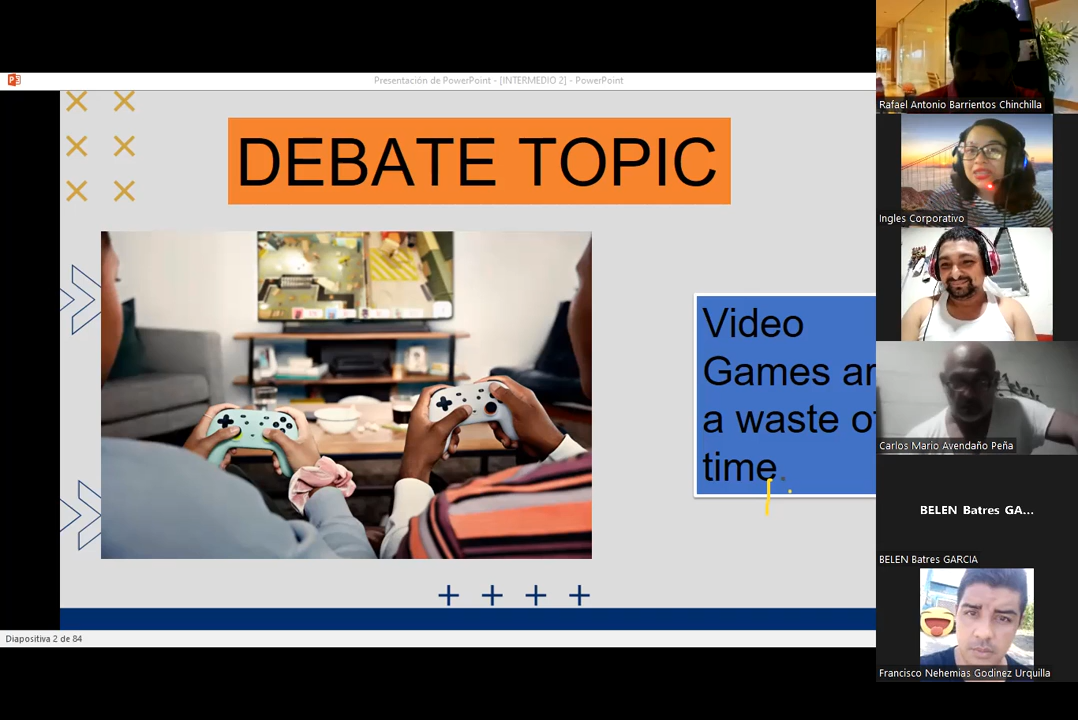 Presentación de PowerPoint - [INTERMEDIO 2] - PowerPoint
DEBATE TOPIC
Video
Games ar
a waste of
time.
Diapositiva 2 de 84
Rafael Antonio Barrientos Chinchilla
Ingles Corporativo
Carlos Mario Avendaño Peña
BELEN Batres GA...
BELEN Batres GARCIA
Francisco Nehemias Godinez Urquilla